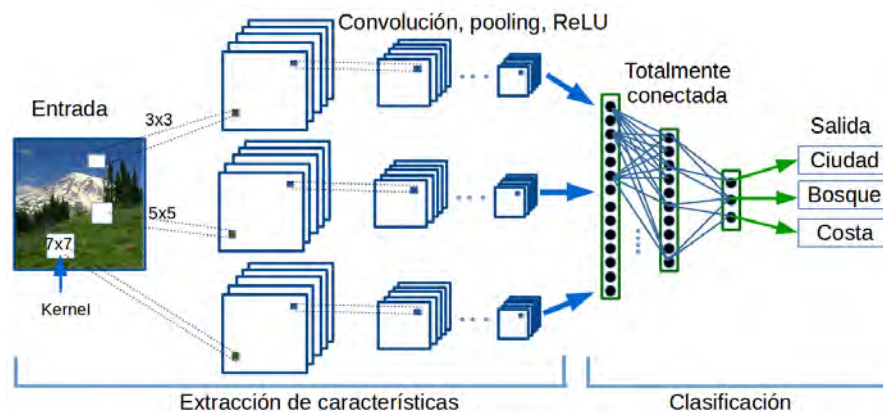 Convolución, pooling, ReLU
Entrada
3x3
5x5
7x7
Kernel
Totalmente
conectada
Salida
Ciudad
Bosque
Costa
Extracción de características
Clasificación